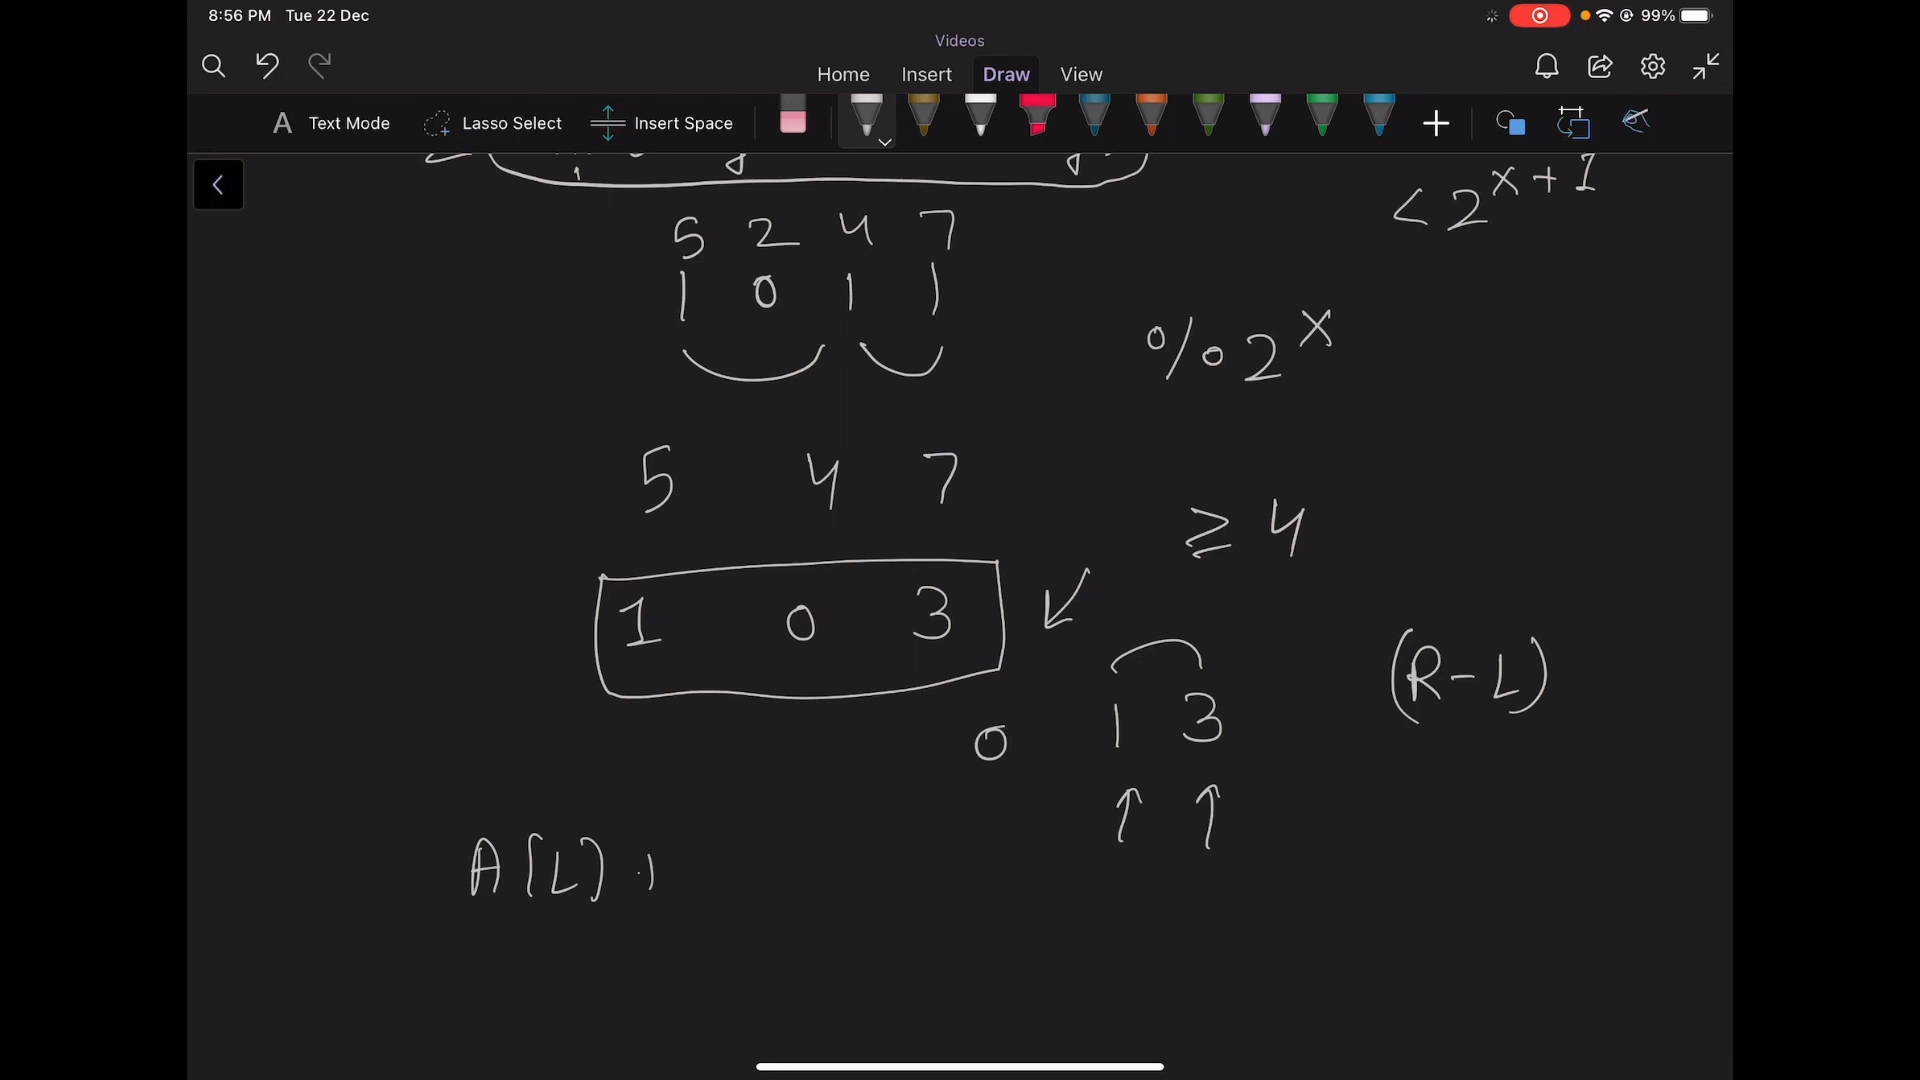 8:56 PM Tue 22 Dec 99%
Videos
Home Insert Draw View
A Text Mode Lasso Select Insert Space
< 2^x+1
5 2 4 7
1 0 1 1
% 2^x
5 4 7
≥ 4
1 0 3
(R-L)
0 1 3
A[L]